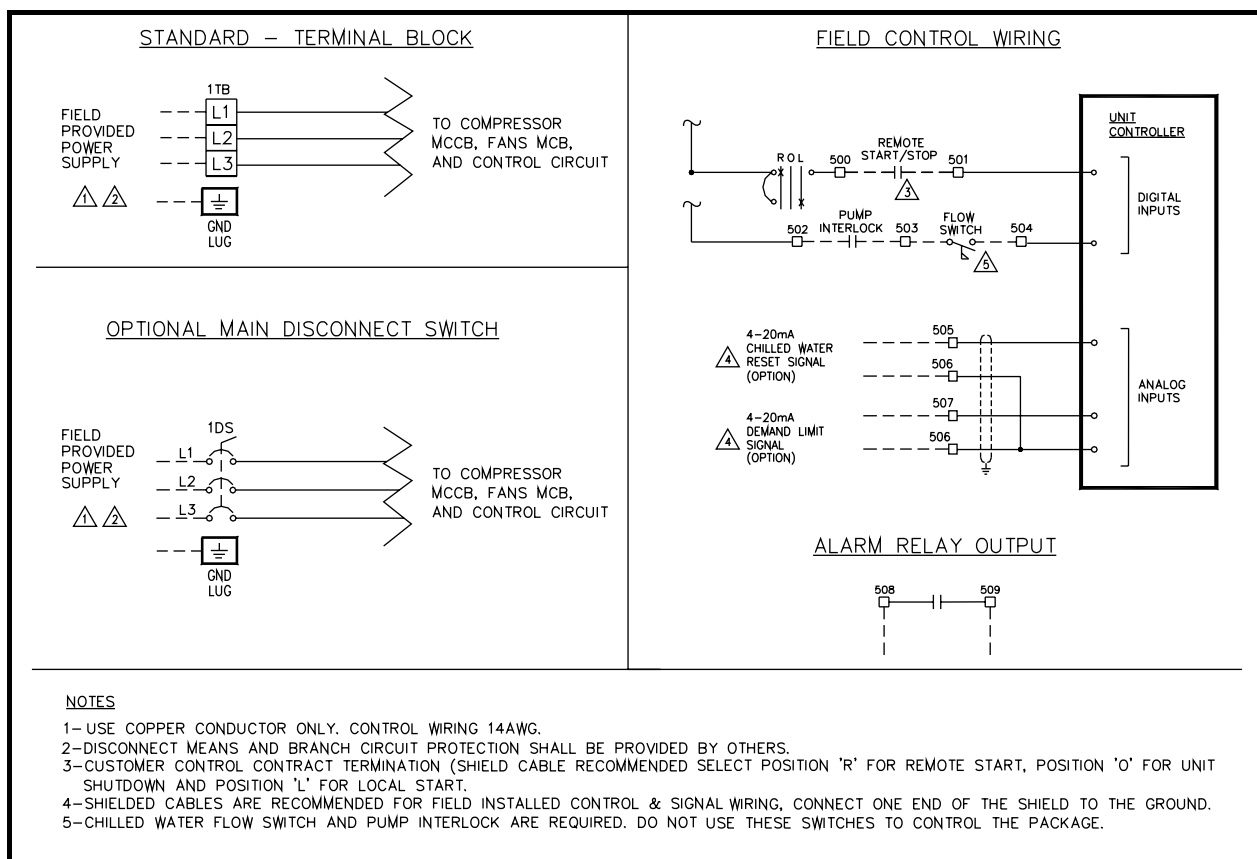 STANDARD – TERMINAL BLOCK
1TB
FIELD
PROVIDED
POWER
SUPPLY
L1
L2
L3
TO COMPRESSOR
MCCB, FANS MCB,
AND CONTROL CIRCUIT
1 2
GND
LUG
OPTIONAL MAIN DISCONNECT SWITCH
1DS
FIELD
PROVIDED
POWER
SUPPLY
L1
L2
L3
TO COMPRESSOR
MCCB, FANS MCB,
AND CONTROL CIRCUIT
1 2
GND
LUG
FIELD CONTROL WIRING
UNIT
CONTROLLER
R O L
500
REMOTE
START/STOP
501
3
DIGITAL
INPUTS
502
PUMP
INTERLOCK
503
FLOW
SWITCH
504
5
4
4–20mA
CHILLED WATER
RESET SIGNAL
(OPTION)
505
506
4
4–20mA
DEMAND LIMIT
SIGNAL
(OPTION)
507
506
ANALOG
INPUTS
ALARM RELAY OUTPUT
508
509
NOTES
1– USE COPPER CONDUCTOR ONLY. CONTROL WIRING 14AWG.
2–DISCONNECT MEANS AND BRANCH CIRCUIT PROTECTION SHALL BE PROVIDED BY OTHERS.
3–CUSTOMER CONTROL CONTRACT TERMINATION (SHIELD CABLE RECOMMENDED SELECT POSITION 'R' FOR REMOTE START, POSITION 'O' FOR UNIT
SHUTDOWN AND POSITION 'L' FOR LOCAL START.
4–SHIELDED CABLES ARE RECOMMENDED FOR FIELD INSTALLED CONTROL & SIGNAL WIRING, CONNECT ONE END OF THE SHIELD TO THE GROUND.
5–CHILLED WATER FLOW SWITCH AND PUMP INTERLOCK ARE REQUIRED. DO NOT USE THESE SWITCHES TO CONTROL THE PACKAGE.